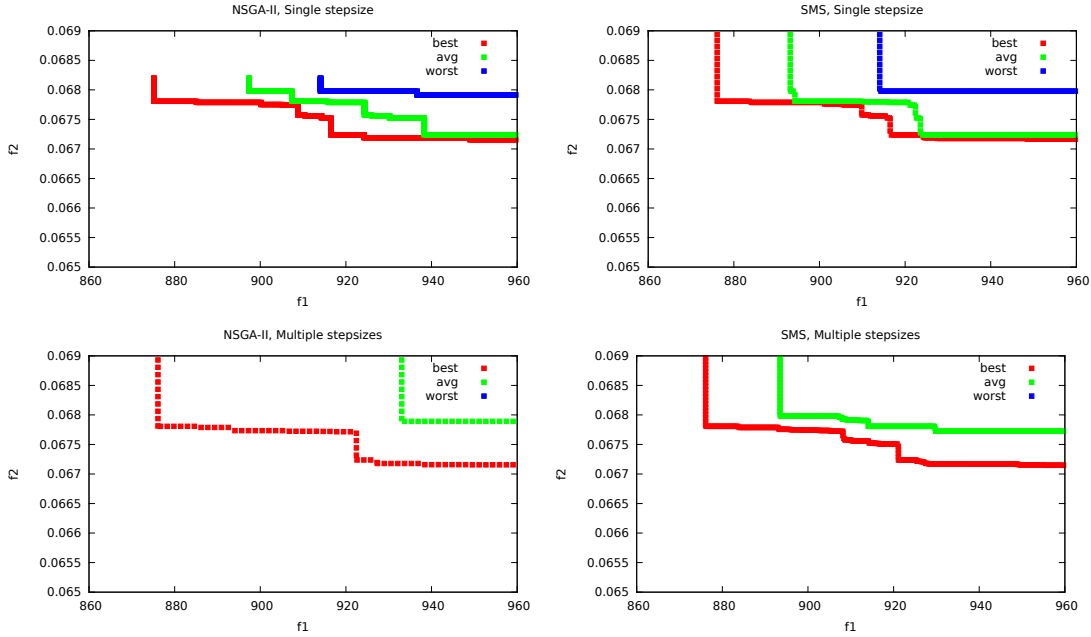 NSGA-II, Single stepsize
0.069
0.0685
0.068
0.0675
0.067
0.0665
0.066
0.0655
0.065
860 880 900 920 940 960
f1
f2
best
avg
worst
SMS, Single stepsize
0.069
0.0685
0.068
0.0675
0.067
0.0665
0.066
0.0655
0.065
860 880 900 920 940 960
f1
f2
best
avg
worst
NSGA-II, Multiple stepsizes
0.069
0.0685
0.068
0.0675
0.067
0.0665
0.066
0.0655
0.065
860 880 900 920 940 960
f1
f2
best
avg
worst
SMS, Multiple stepsizes
0.069
0.0685
0.068
0.0675
0.067
0.0665
0.066
0.0655
0.065
860 880 900 920 940 960
f1
f2
best
avg
worst